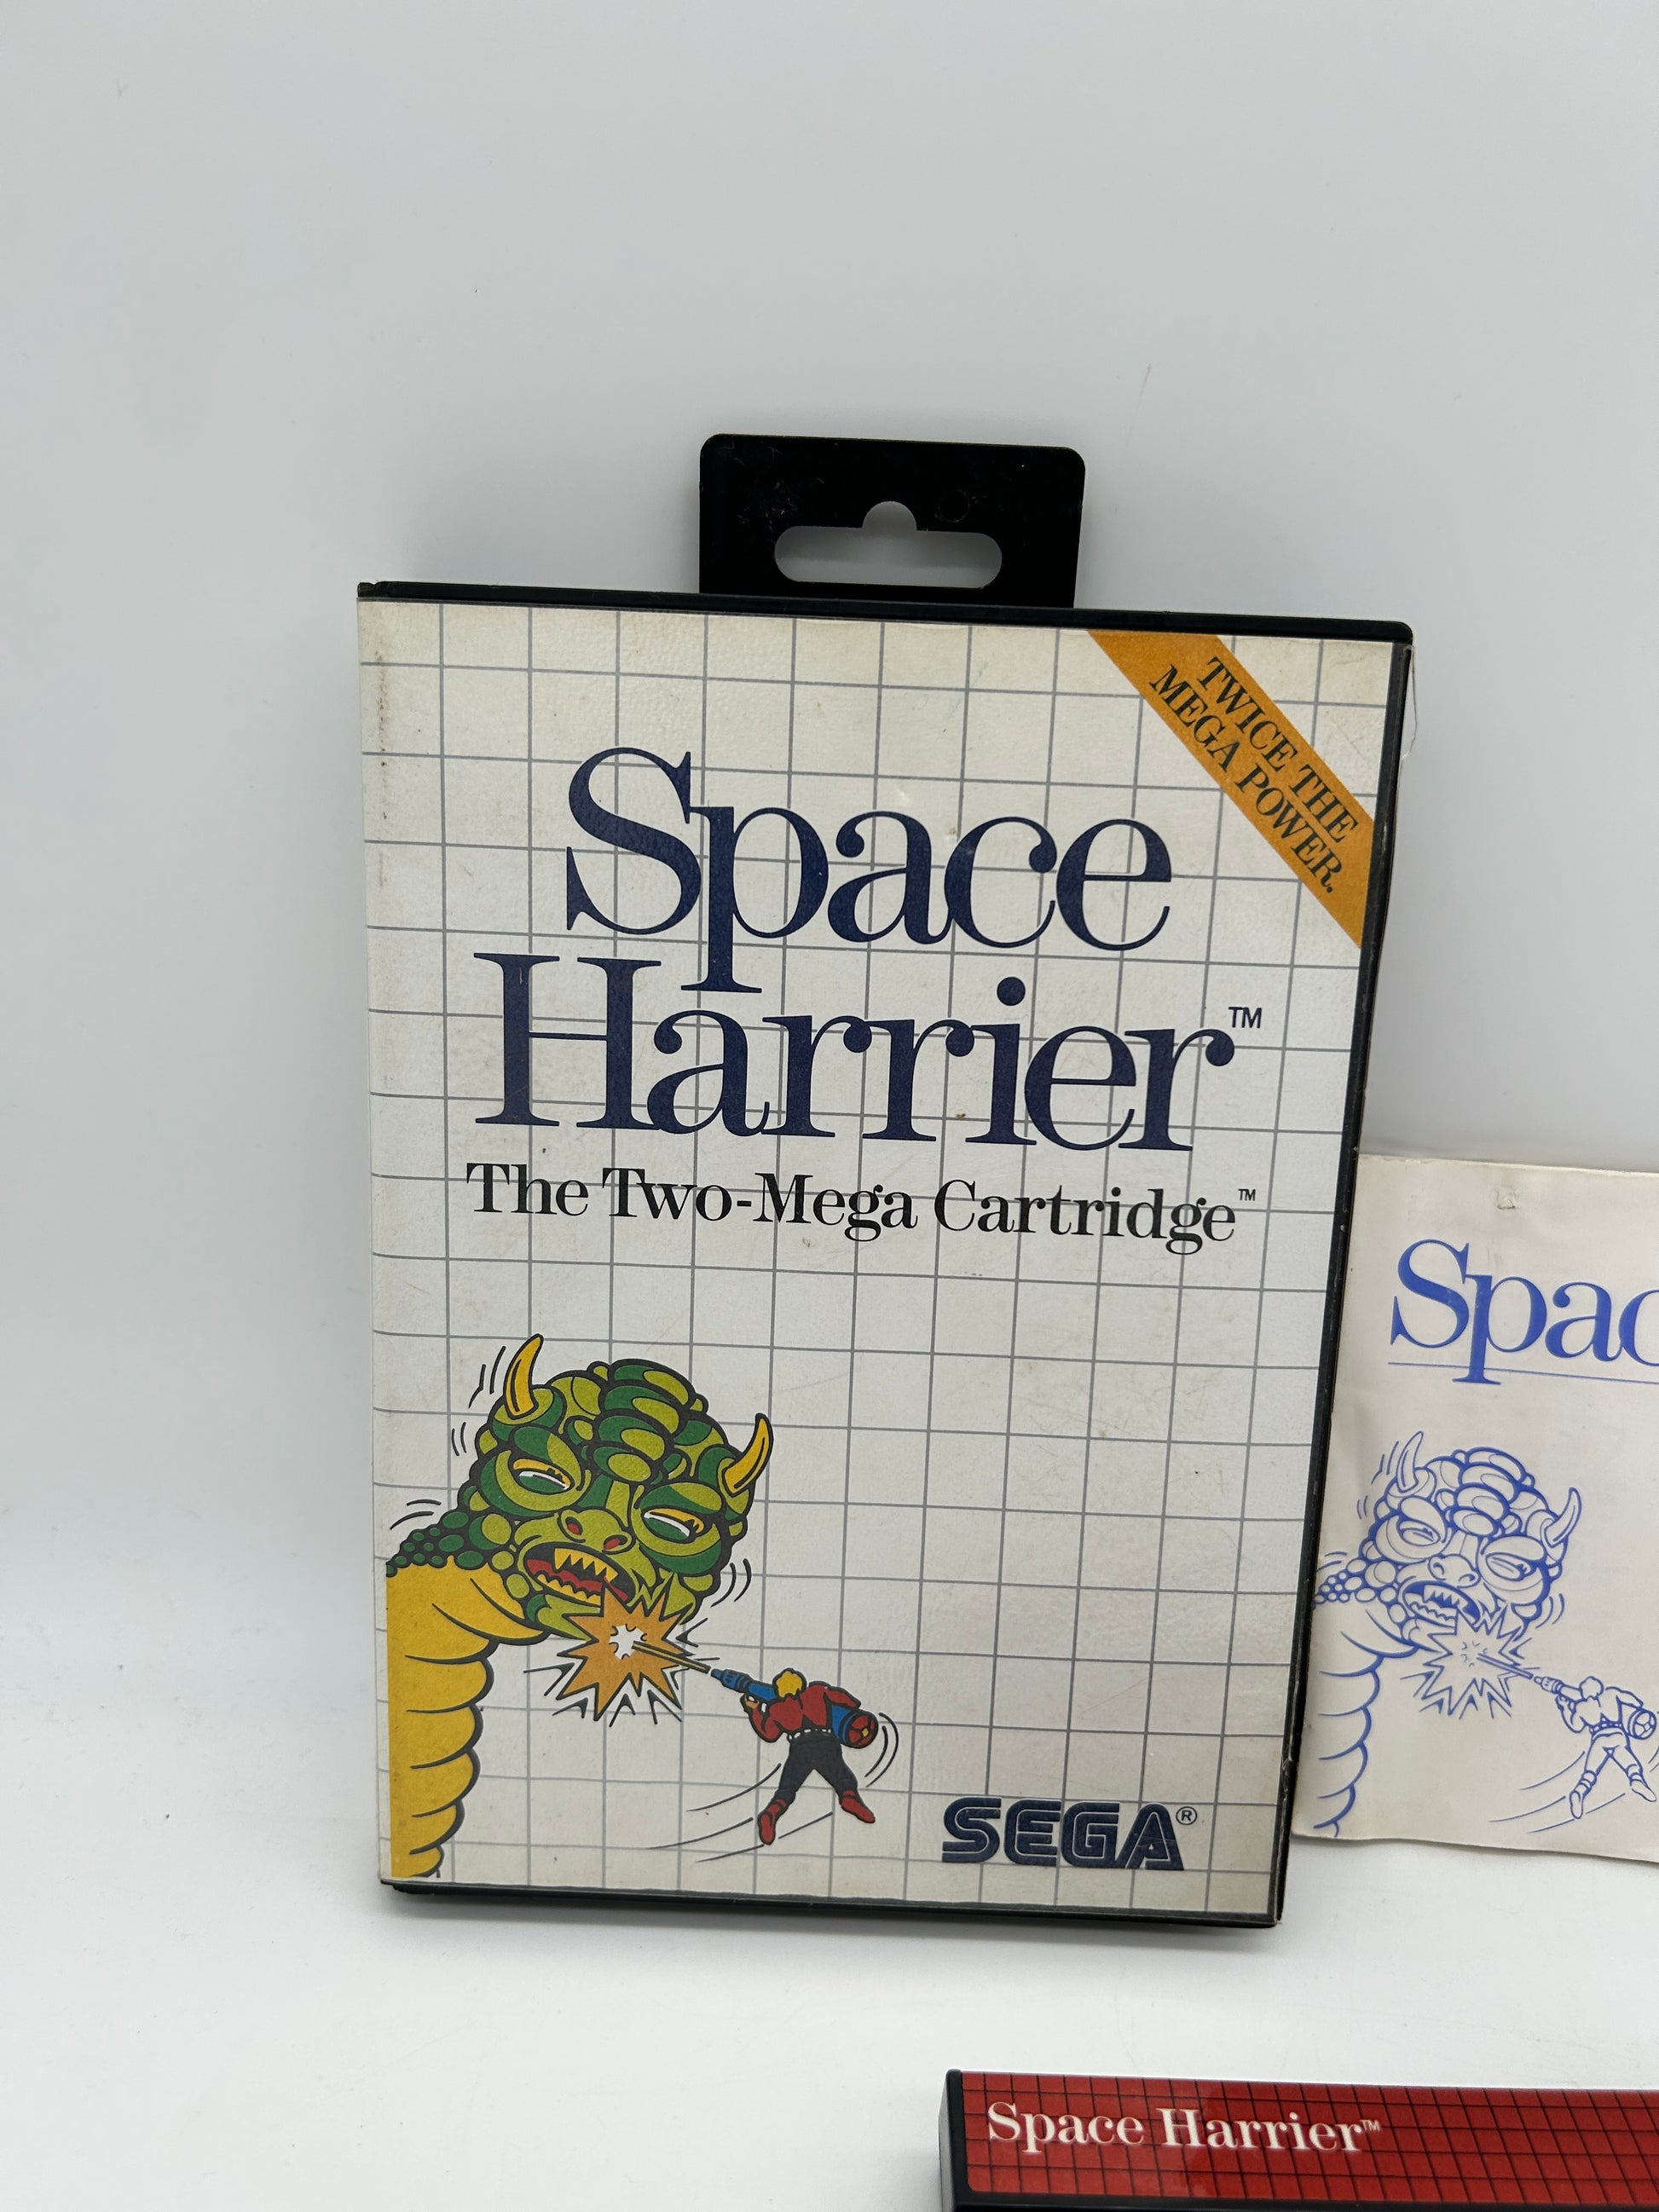 TWICE THE
MEGA POWER.
Space
Harrier™
The Two-Mega Cartridge™
SEGA®
Spac
Space Harrier™